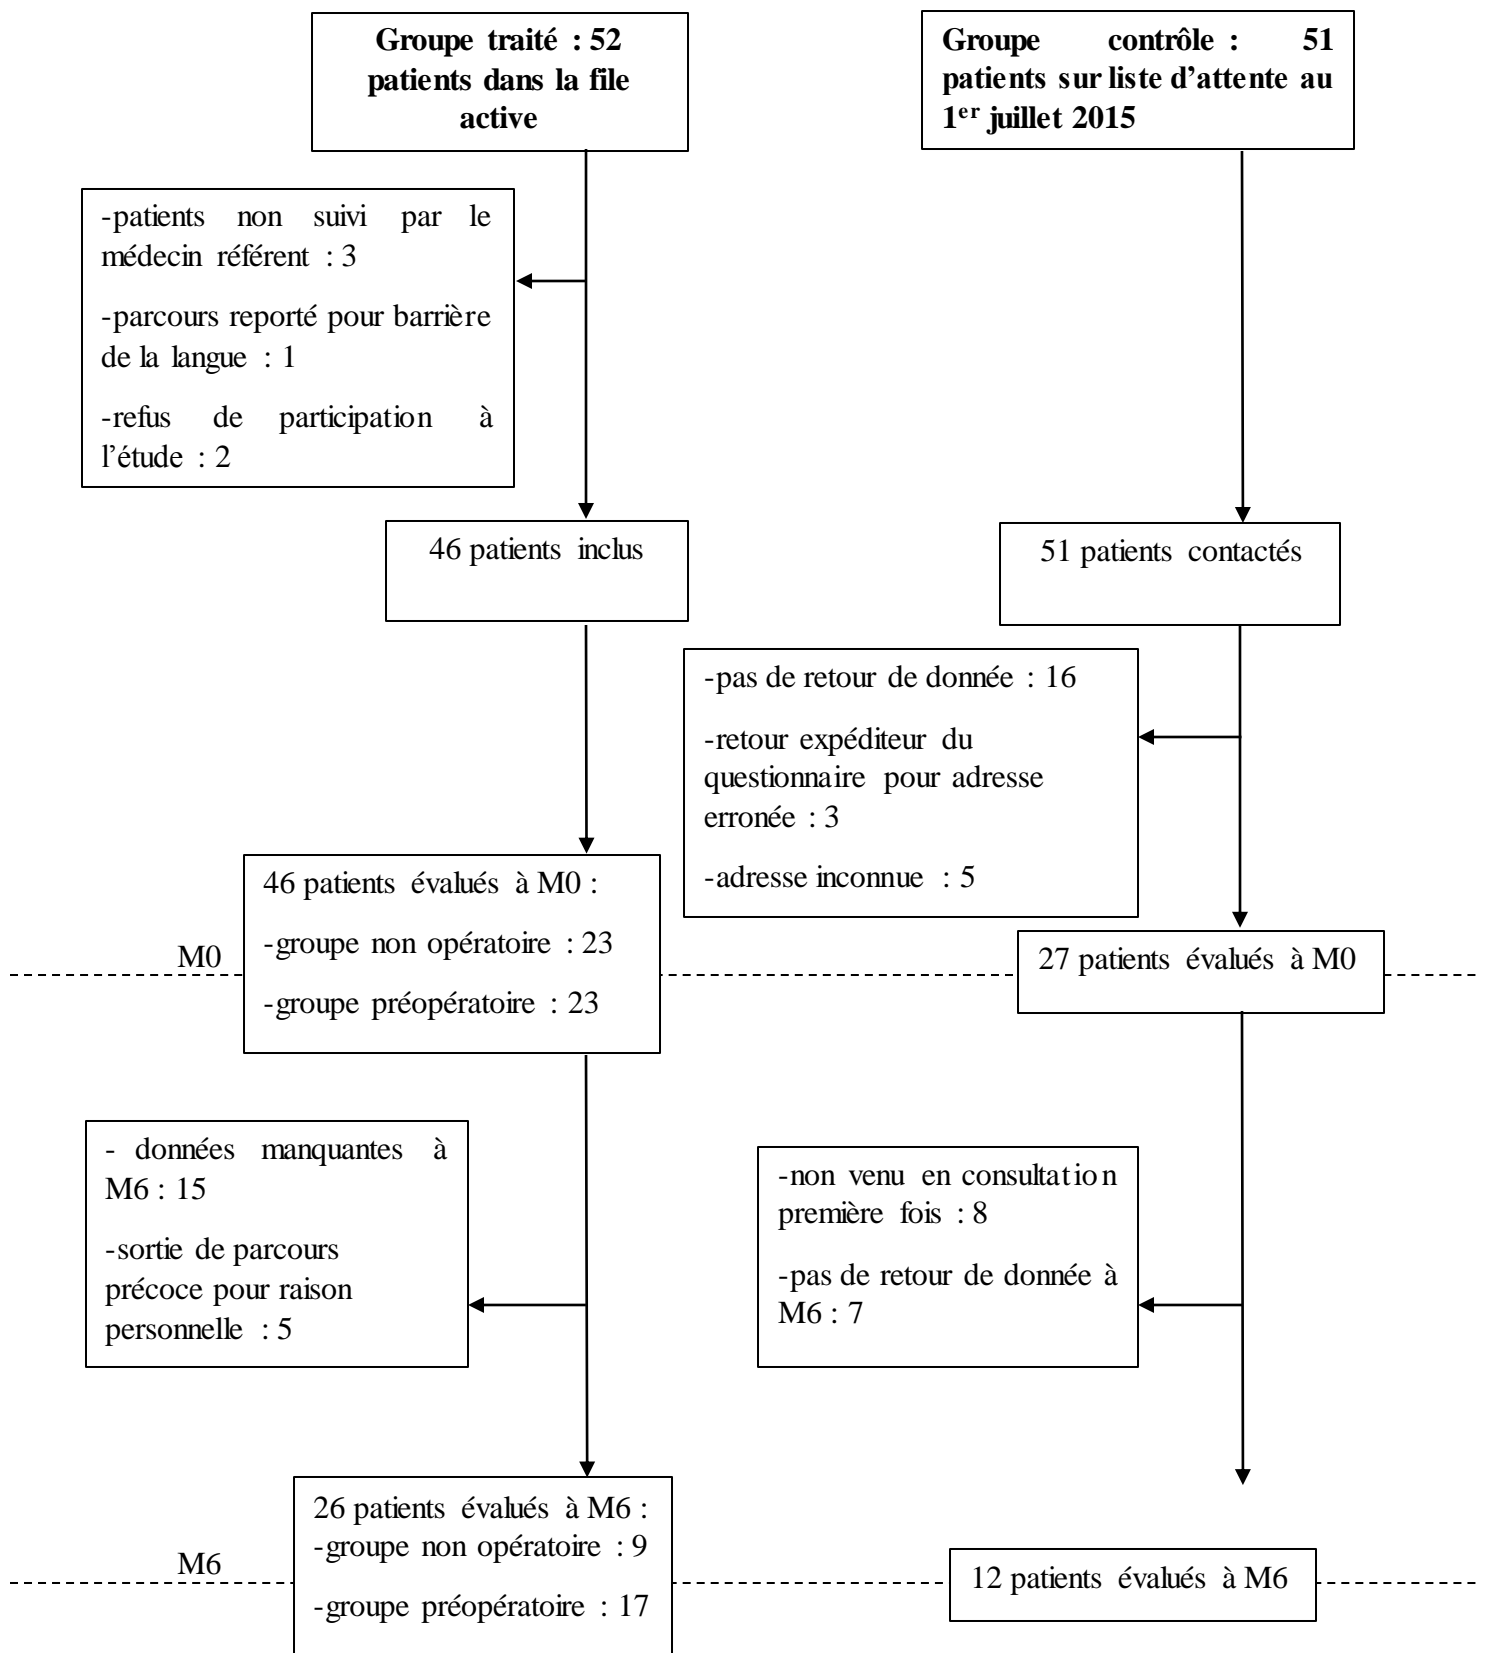 Groupe traité : 52
patients dans la file
active
Groupe contrôle : 51
patients sur liste d'attente au
1er juillet 2015
-patients non suivi par le
médecin référent : 3
-parcours reporté pour barrière
de la langue : 1
-refus de participation à
l'étude : 2
46 patients inclus
51 patients contactés
-pas de retour de donnée : 16
-retour expéditeur du
questionnaire pour adresse
erronée : 3
-adresse inconnue : 5
46 patients évalués à M0 :
-groupe non opératoire : 23
-groupe préopératoire : 23
M0
27 patients évalués à M0
- données manquantes à
M6 : 15
-sortie de parcours
précoce pour raison
personnelle : 5
-non venu en consultation
première fois : 8
-pas de retour de donnée à
M6 : 7
26 patients évalués à M6 :
-groupe non opératoire : 9
-groupe préopératoire : 17
M6
12 patients évalués à M6